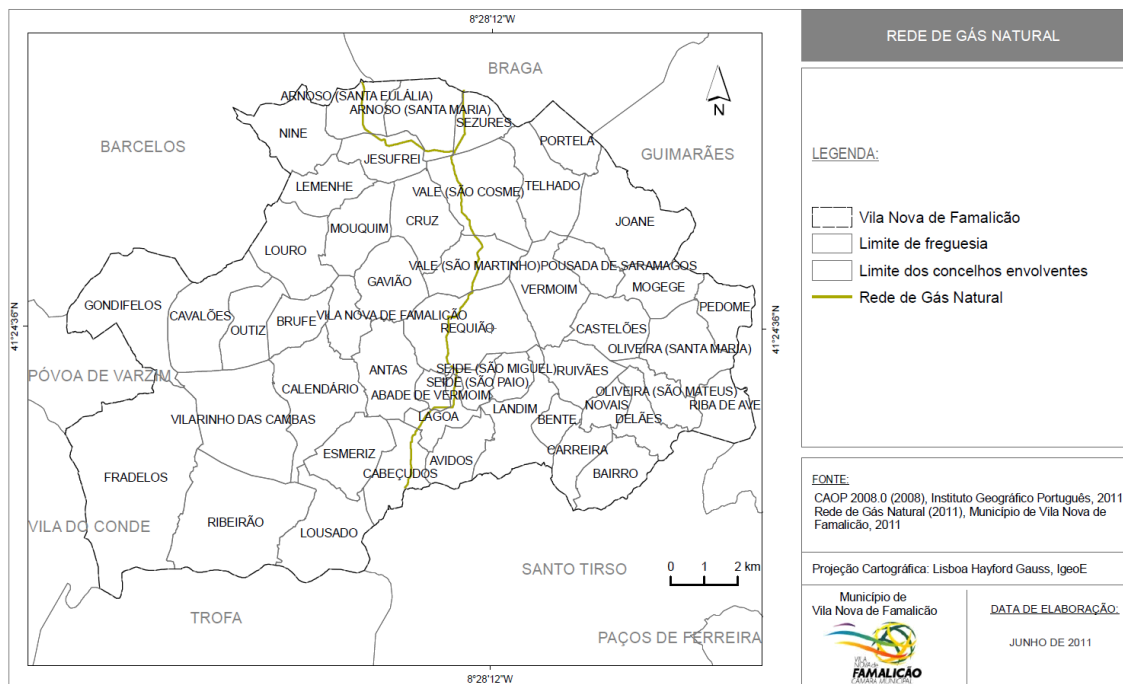 8°28'12"W
BRAGA
ARNOSO (SANTA EULÁLIA)
ARNOSO (SANTA MARIA)
SEZURES
N
NINE
PORTELA
BARCELOS
GUIMARÃES
JESUFREI
LEMENHE
VALE (SÃO COSME)
TELHADO
CRUZ
JOANE
MOUQUIM
LOURO
VALE (SÃO MARTINHO)
POUSADA DE SARAMAGOS
GAVIÃO
VERMOIM
MOGEGE
GONDIFELOS
PEDOME
CAVALÕES
VILA NOVA DE FAMALICÃO
BRUFE
OUTIZ
REQUIÃO
CASTELÕES
41°24'36"N
41°24'36"N
OLIVEIRA (SANTA MARIA)
PÓVOA DE VARZIM
ANTAS
SEIDE (SÃO MIGUEL)
RUIVÃES
SEIDE (SÃO PAIO)
CALENDÁRIO
ABADE DE VERMOIM
OLIVEIRA (SÃO MATEUS)
NOVAIS
RIBA DE AVE
LANDIM
LAGOA
VILARINHO DAS CAMBAS
BENTE
DELÃES
ESMERIZ
CARREIRA
AVIDOS
CABEÇUDOS
BAIRRO
FRADELOS
RIBEIRÃO
VILA DO CONDE
LOUSADO
SANTO TIRSO
0 1 2 km
TROFA
PAÇOS DE FERREIRA
8°28'12"W
REDE DE GÁS NATURAL
LEGENDA:
Vila Nova de Famalicão
Limite de freguesia
Limite dos concelhos envolventes
Rede de Gás Natural
FONTE:
CAOP 2008.0 (2008), Instituto Geográfico Português, 2011
Rede de Gás Natural (2011), Município de Vila Nova de
Famalicão, 2011
Projeção Cartográfica: Lisboa Hayford Gauss, IgeoE
Município de
Vila Nova de Famalicão
VILA
NOVA DE
FAMALICÃO
CÂMARA MUNICIPAL
DATA DE ELABORAÇÃO:
JUNHO DE 2011